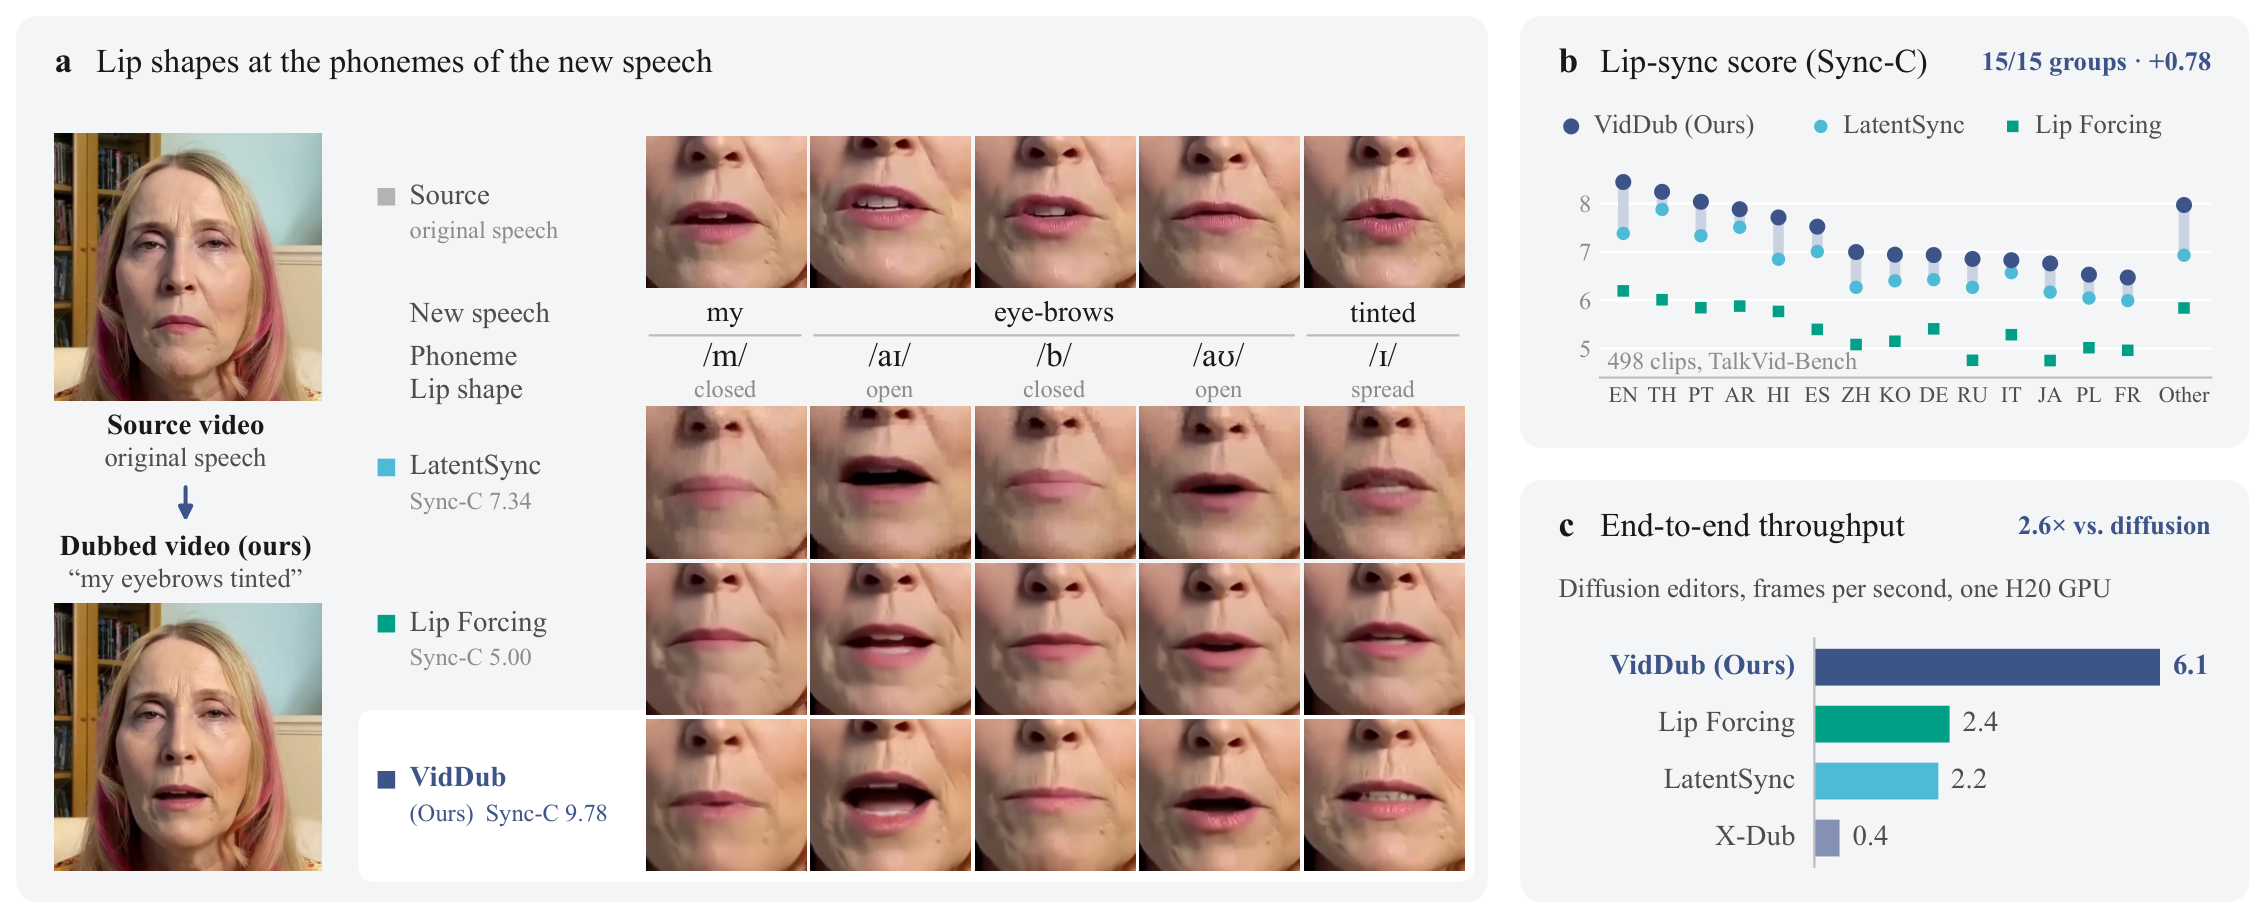 a Lip shapes at the phonemes of the new speech
Source video
original speech
Dubbed video (ours)
“my eyebrows tinted”
Source
original speech
New speech my eye-brows tinted
Phoneme /m/ /aɪ/ /b/ /aʊ/ /ɪ/
Lip shape closed open closed open spread
LatentSync
Sync-C 7.34
Lip Forcing
Sync-C 5.00
VidDub
(Ours) Sync-C 9.78
b Lip-sync score (Sync-C) 15/15 groups · +0.78
VidDub (Ours) LatentSync Lip Forcing
8
7
6
5
498 clips, TalkVid-Bench
EN TH PT AR HI ES ZH KO DE RU IT JA PL FR Other
c End-to-end throughput 2.6× vs. diffusion
Diffusion editors, frames per second, one H20 GPU
VidDub (Ours) 6.1
Lip Forcing 2.4
LatentSync 2.2
X-Dub 0.4